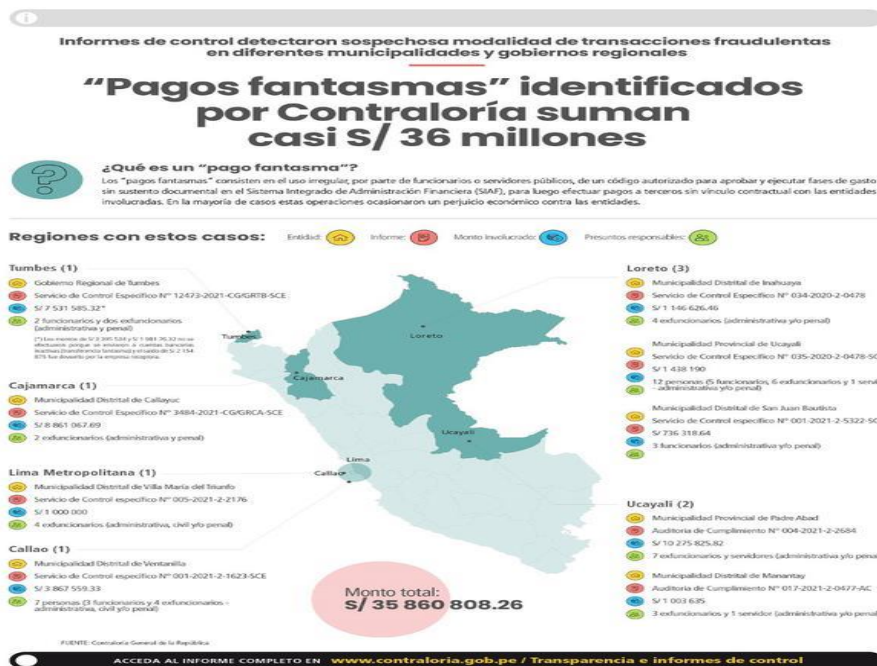 Informes de control detectaron sospechosa modalidad de transacciones fraudulentas
en diferentes municipalidades y gobiernos regionales
“Pagos fantasmas” identificados
por Contraloría suman
casi S/ 36 millones
¿Qué es un “pago fantasma”?
Los “pagos fantasmas” consisten en el uso irregular, por parte de funcionarios o servidores públicos, de un código autorizado para aprobar y ejecutar fases de gasto
sin sustento documental en el Sistema Integrado de Administración Financiera (SIAF), para luego efectuar pagos a terceros sin vínculo contractual con las entidades
involucradas. En la mayoría de casos estas operaciones ocasionaron un perjuicio económico contra las entidades.
Regiones con estos casos: Entidad: Informe: Monto involucrado: Presuntos responsables:
Tumbes (1)
Gobierno Regional de Tumbes
Servicio de Control Específico N° 12473-2021-CG/GRTB-SCE
S/ 7 531 585.32*
2 funcionarios y dos exfuncionarios
(administrativa y penal)
Cajamarca (1)
Municipalidad Distrital de Callayuc
Servicio de Control Específico N° 3484-2021-CG/GRCA-SCE
S/ 8 861 067.69
2 exfuncionarios (administrativa y penal)
Lima Metropolitana (1)
Municipalidad Distrital de Villa María del Triunfo
Servicio de Control específico N° 005-2021-2-2176
S/ 1 000 000
4 exfuncionarios (administrativa, civil y/o penal)
Callao (1)
Municipalidad Distrital de Ventanilla
Servicio de Control específico N° 001-2021-2-1623-SCE
S/ 3 867 559.33
7 personas (3 funcionarios y 4 exfuncionarios -
administrativa, civil y/o penal)
Tumbes
Loreto
Cajamarca
Ucayali
Lima
Callao
Loreto (3)
Municipalidad Distrital de Inahuaya
Servicio de Control Específico N° 034-2020-2-0478
S/ 1 146 626.46
4 exfuncionarios (administrativa y/o penal)
Municipalidad Provincial de Ucayali
Servicio de Control Específico N° 035-2020-2-0478-SC
S/ 1 438 190
12 personas (5 funcionarios, 6 exfuncionarios y 1 servi
- administrativa y/o penal)
Municipalidad Distrital de San Juan Bautista
Servicio de Control Específico N° 001-2021-2-5322-SC
S/ 736 318.64
3 funcionarios (administrativa y/o penal)
Ucayali (2)
Municipalidad Provincial de Padre Abad
Auditoria de Cumplimiento N° 004-2021-2-2684
S/ 10 275 825.82
7 exfuncionarios y servidores (administrativa y/o pena
Municipalidad Distrital de Manantay
Auditoria de Cumplimiento N° 017-2021-2-0477-AC
S/ 1 003 635
3 exfuncionarios y 1 servidor (administrativa y/o penal)
Monto total:
S/ 35 860 808.26
FUENTE: Contraloría General de la República
ACCEDA AL INFORME COMPLETO EN www.contraloria.gob.pe / Transparencia e informes de control